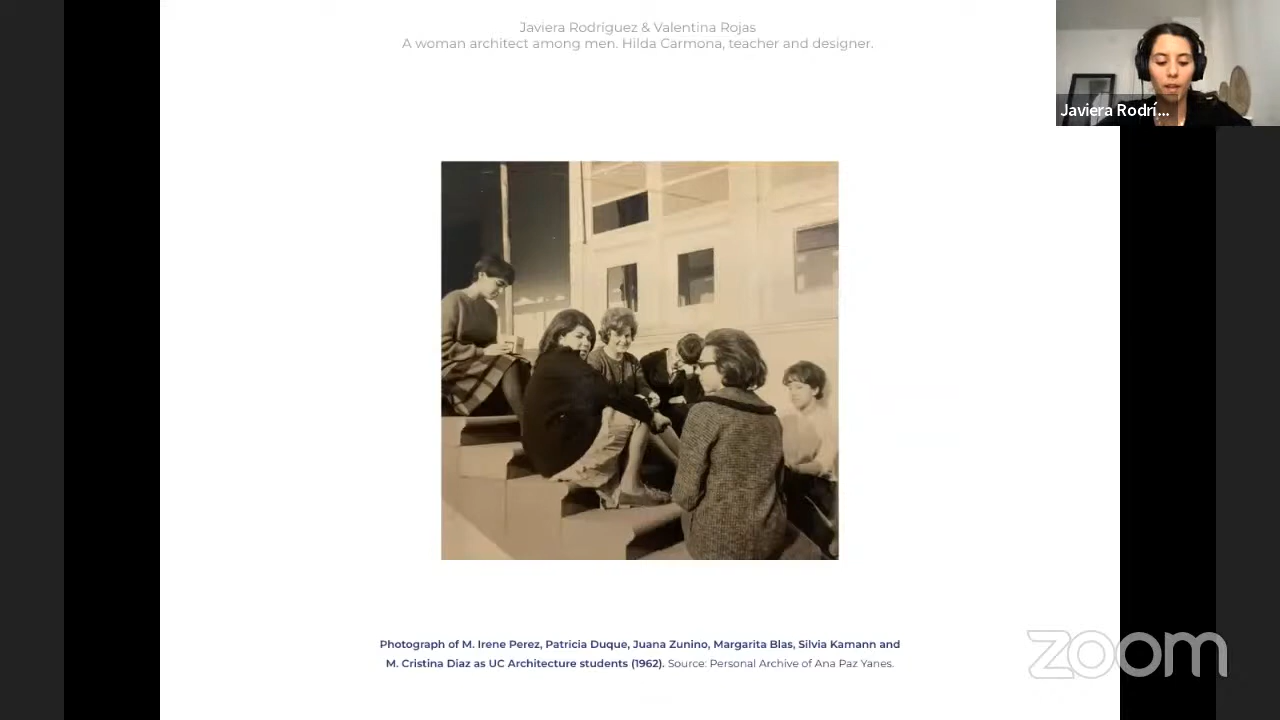 Javiera Rodríguez & Valentina Rojas
A woman architect among men. Hilda Carmona, teacher and designer.
Javiera Rodrí...
Photograph of M. Irene Perez, Patricia Duque, Juana Zunino, Margarita Blas, Silvia Kamann and
M. Cristina Diaz as UC Architecture students (1962). Source: Personal Archive of Ana Paz Yanes.
zoom